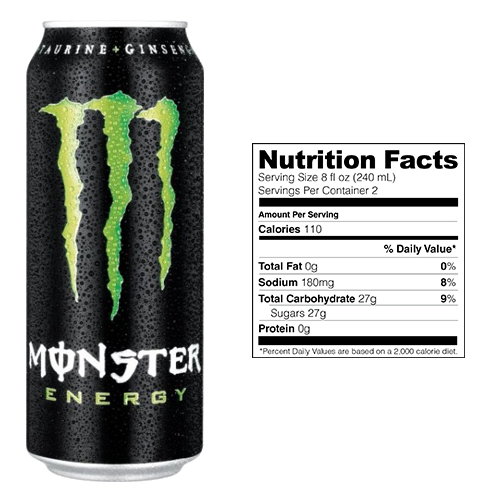 TAURINE + GINSENG
MONSTER
ENERGY
Nutrition Facts
Serving Size 8 fl oz (240 mL)
Servings Per Container 2
Amount Per Serving
Calories 110
% Daily Value*
Total Fat 0g 0%
Sodium 180mg 8%
Total Carbohydrate 27g 9%
Sugars 27g
Protein 0g
*Percent Daily Values are based on a 2,000 calorie diet.